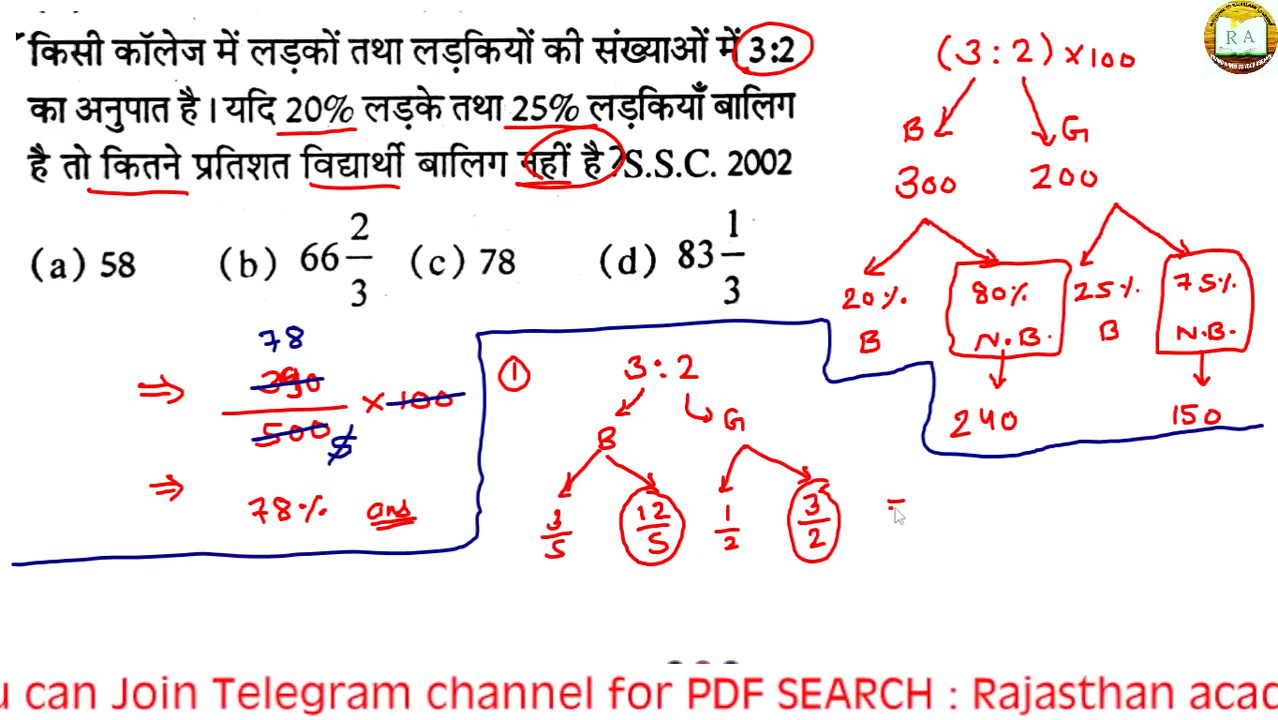 किसी कॉलेज में लड़कों तथा लड़कियों की संख्याओं में 3:2
का अनुपात है। यदि 20% लड़के तथा 25% लड़कियाँ बालिग
है तो कितने प्रतिशत विद्यार्थी बालिग नहीं है? S.S.C. 2002
(a) 58 (b) 66 2/3 (c) 78 (d) 83 1/3
(3:2)×100
B G
300 200
20% 80% 25% 75%
B N.B. B N.B.
240 150
78
⇒ 390/500 × 100
5
⇒ 78% ans
① 3:2
B G
3/5 12/5 1/2 3/2 =
R A
u can Join Telegram channel for PDF SEARCH : Rajasthan acad